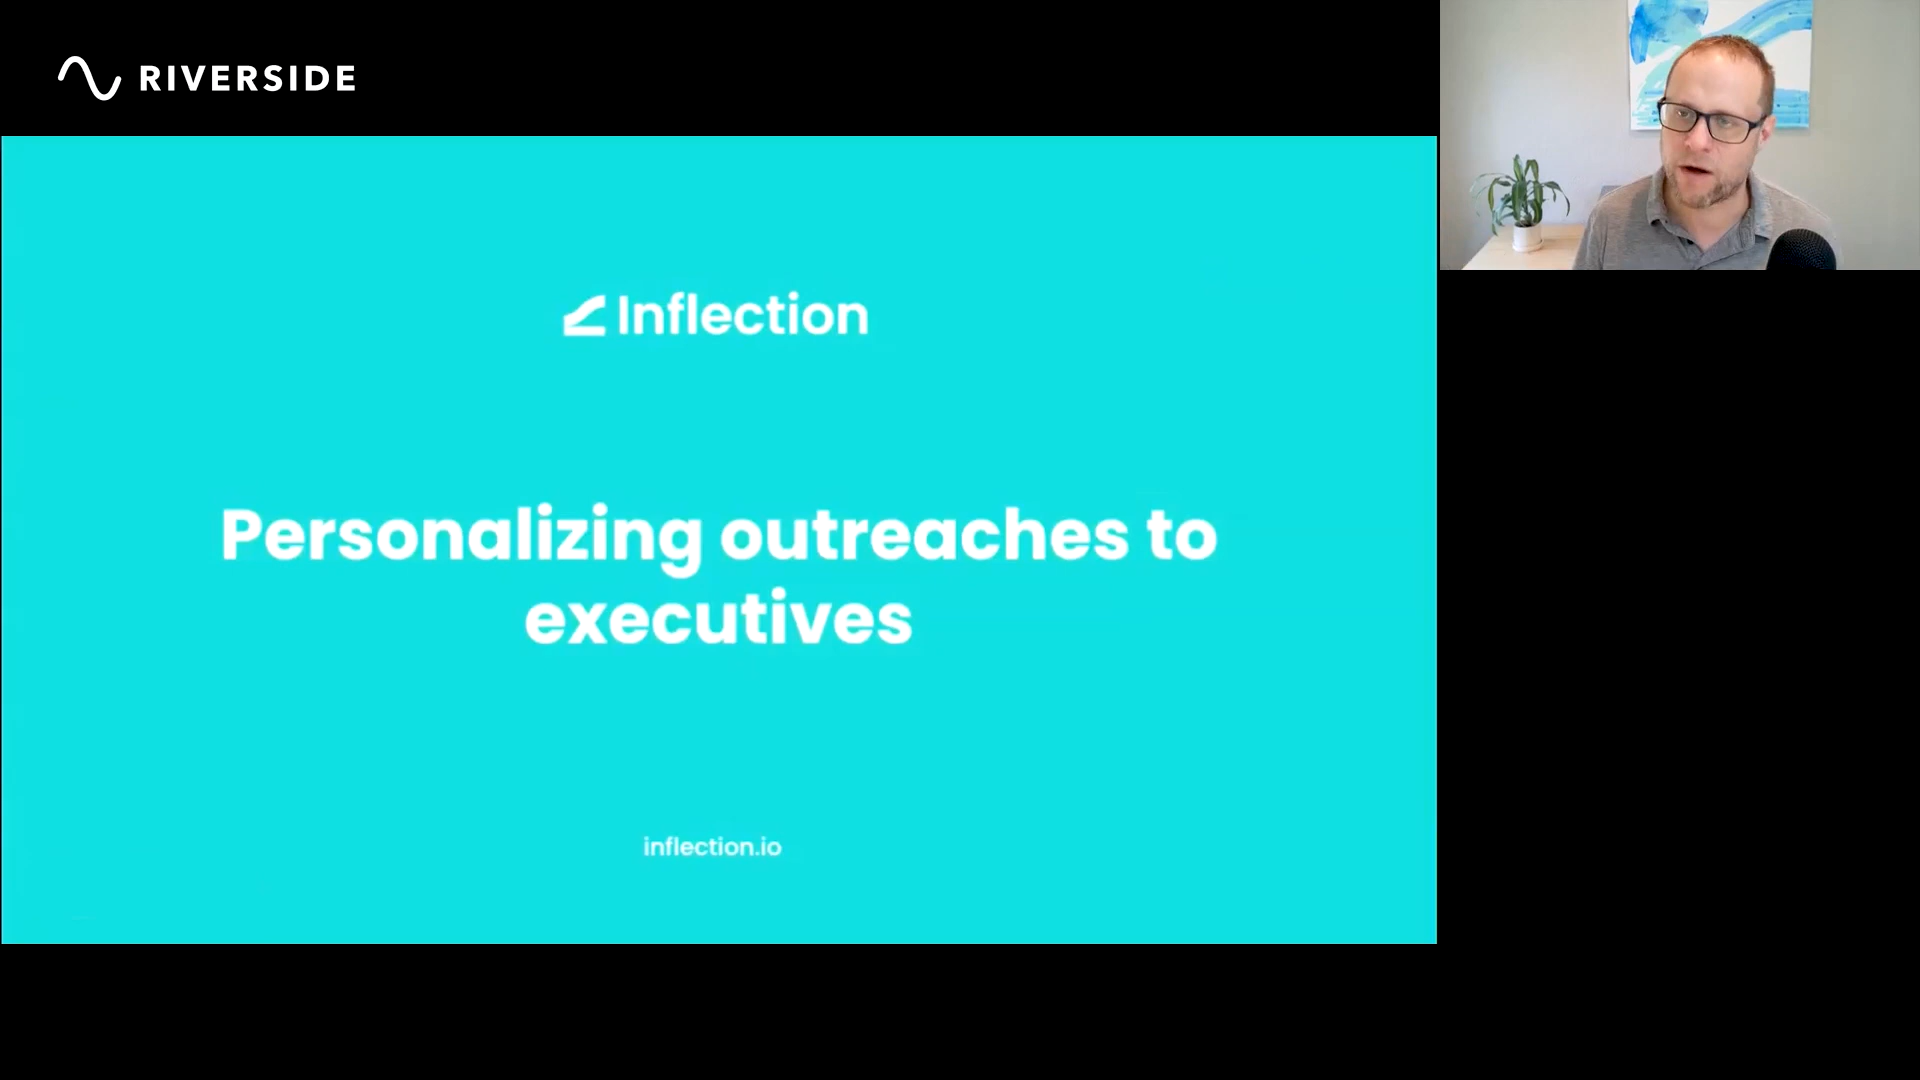 RIVERSIDE
Inflection
Personalizing outreaches to
executives
inflection.io